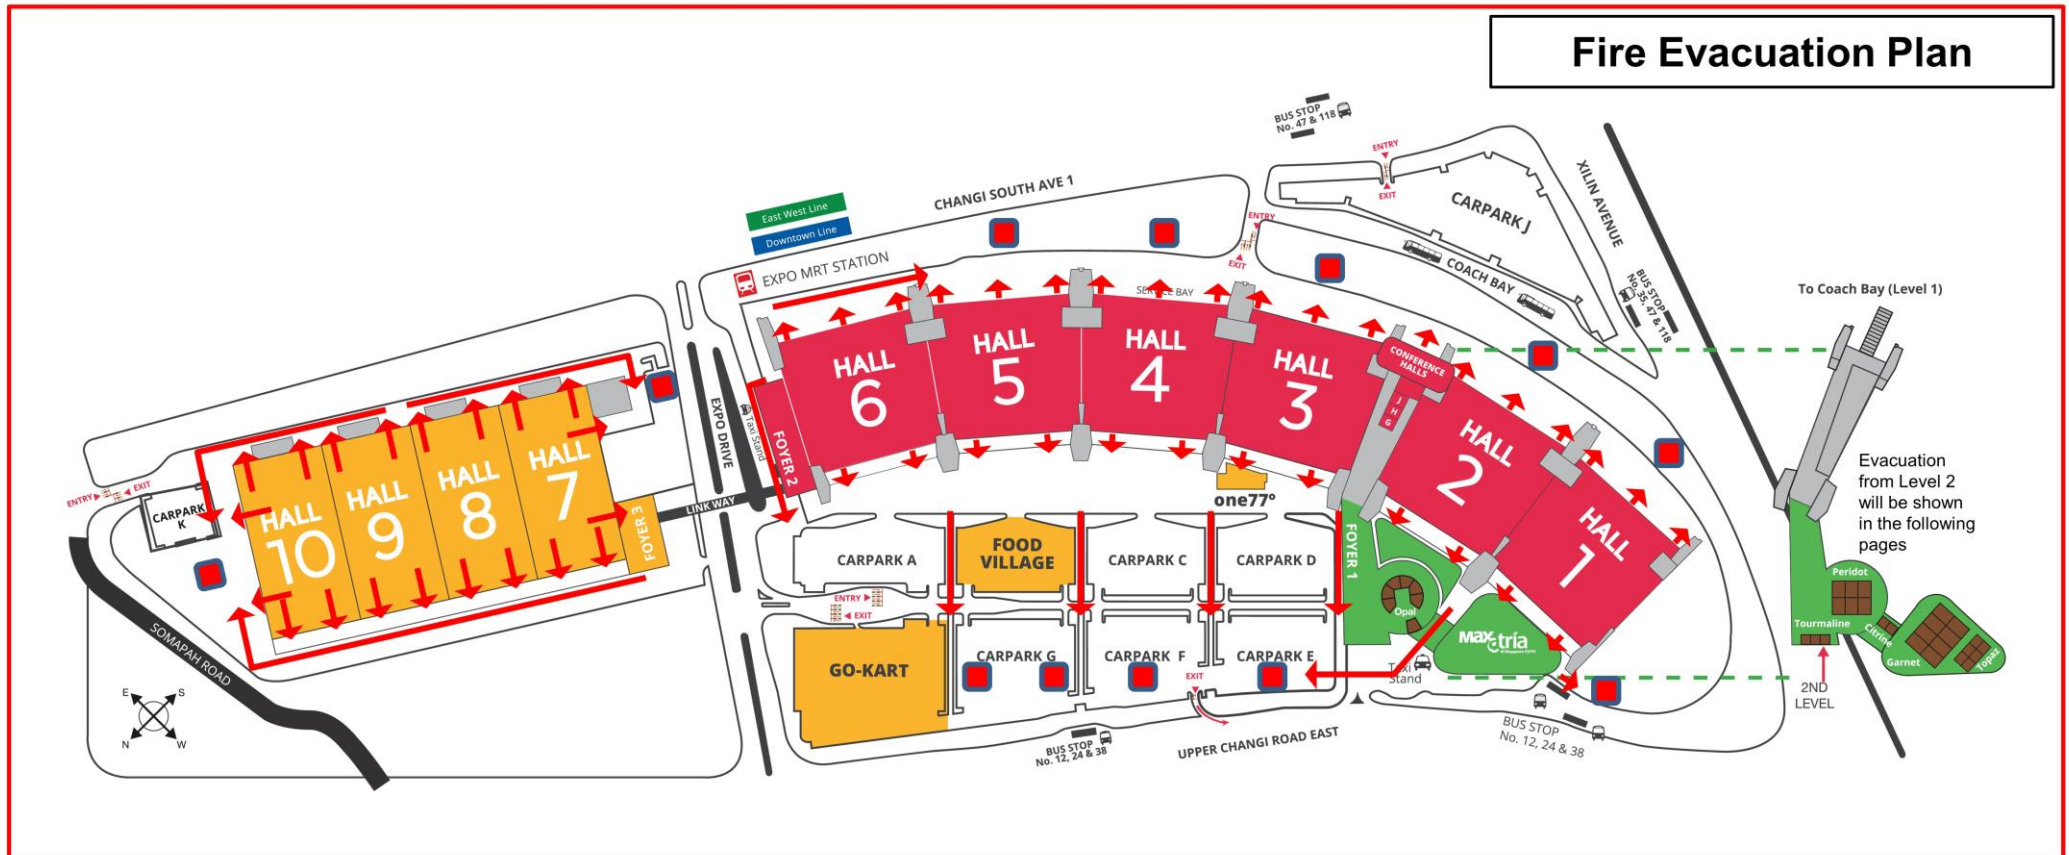 Fire Evacuation Plan
BUS STOP
No. 47 & 118
ENTRY
EXIT
CARPARK J
XILIN AVENUE
East West Line
Downtown Line
CHANGI SOUTH AVE 1
EXPO MRT STATION
ENTRY
EXIT
COACH BAY
BUS STOP
No. 35, 47 & 118
To Coach Bay (Level 1)
HALL
6
HALL
5
HALL
4
HALL
3
CONFERENCE
HALLS
J
H
G
HALL
2
HALL
1
Taxi Stand
FOYER 2
EXPO DRIVE
LINKWAY
ENTRY
EXIT
CARPARK
K
HALL
10
HALL
9
HALL
8
HALL
7
FOYER 3
SOMAPAH ROAD
E
S
N
W
one77°
CARPARK A
FOOD
VILLAGE
CARPARK C
CARPARK D
FOYER 1
Opal
ENTRY
EXIT
GO-KART
CARPARK G
CARPARK F
CARPARK E
EXIT
Taxi
Stand
MAX
tria
BUS STOP
No. 12, 24 & 38
UPPER CHANGI ROAD EAST
BUS STOP
No. 12, 24 & 38
Evacuation
from Level 2
will be shown
in the following
pages
Peridot
Tourmaline
Citrine
Garnet
Topaz
2ND
LEVEL